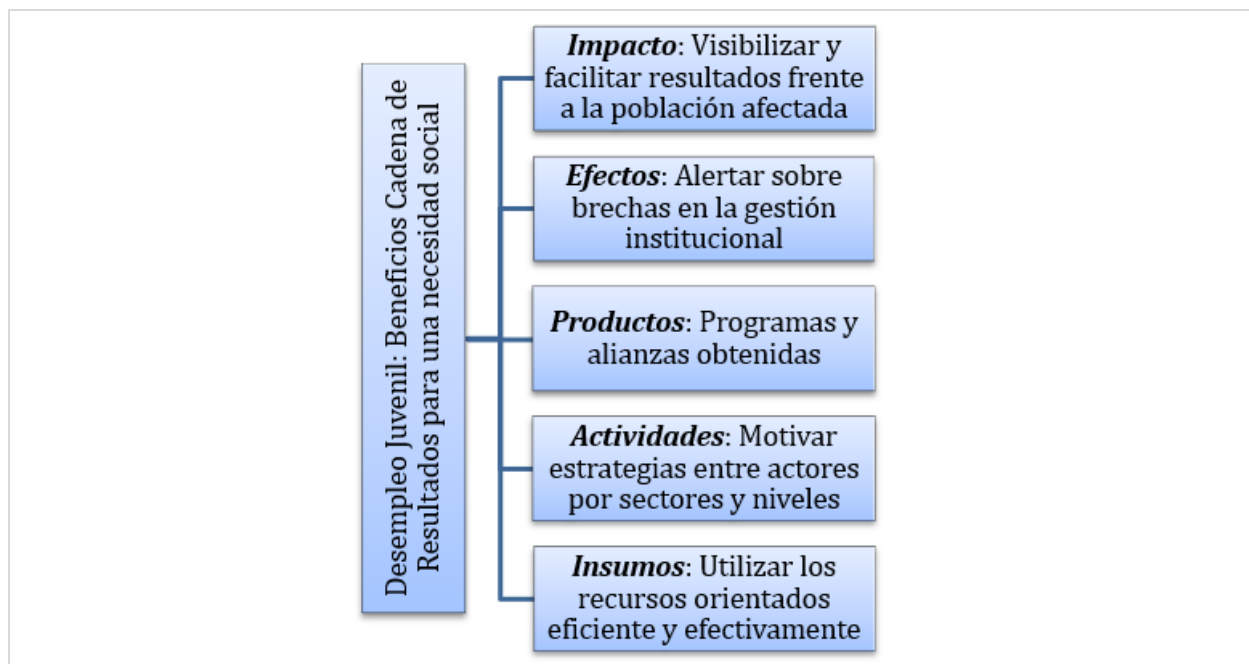 Desempleo Juvenil: Beneficios Cadena de
Resultados para una necesidad social
Impacto: Visibilizar y
facilitar resultados frente
a la población afectada
Efectos: Alertar sobre
brechas en la gestión
institucional
Productos: Programas y
alianzas obtenidas
Actividades: Motivar
estrategias entre actores
por sectores y niveles
Insumos: Utilizar los
recursos orientados
eficiente y efectivamente